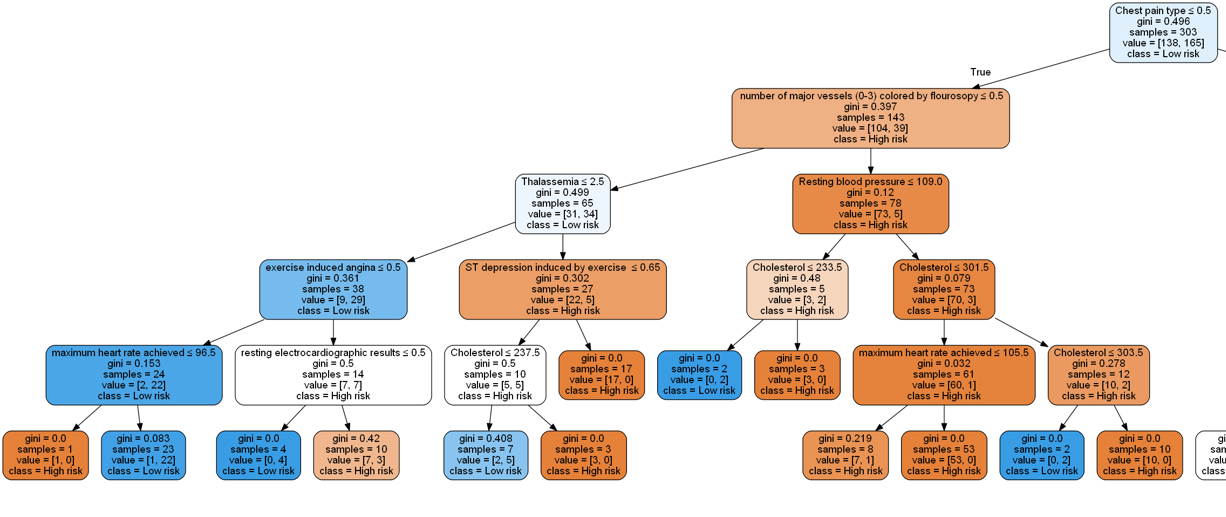 Chest pain type ≤ 0.5
gini = 0.496
samples = 303
value = [138, 165]
class = Low risk
True
number of major vessels (0-3) colored by flourosopy ≤ 0.5
gini = 0.397
samples = 143
value = [104, 39]
class = High risk
Thalassemia ≤ 2.5
gini = 0.499
samples = 65
value = [31, 34]
class = Low risk
Resting blood pressure ≤ 109.0
gini = 0.12
samples = 78
value = [73, 5]
class = High risk
exercise induced angina ≤ 0.5
gini = 0.361
samples = 38
value = [9, 29]
class = Low risk
ST depression induced by exercise ≤ 0.65
gini = 0.302
samples = 27
value = [22, 5]
class = High risk
Cholesterol ≤ 233.5
gini = 0.48
samples = 5
value = [3, 2]
class = High risk
Cholesterol ≤ 301.5
gini = 0.079
samples = 73
value = [70, 3]
class = High risk
maximum heart rate achieved ≤ 96.5
gini = 0.153
samples = 24
value = [2, 22]
class = Low risk
resting electrocardiographic results ≤ 0.5
gini = 0.5
samples = 14
value = [7, 7]
class = High risk
Cholesterol ≤ 237.5
gini = 0.5
samples = 10
value = [5, 5]
class = High risk
gini = 0.0
samples = 17
value = [17, 0]
class = High risk
gini = 0.0
samples = 2
value = [0, 2]
class = Low risk
gini = 0.0
samples = 3
value = [3, 0]
class = High risk
maximum heart rate achieved ≤ 105.5
gini = 0.032
samples = 61
value = [60, 1]
class = High risk
Cholesterol ≤ 303.5
gini = 0.278
samples = 12
value = [10, 2]
class = High risk
gini = 0.0
samples = 1
value = [1, 0]
class = High risk
gini = 0.083
samples = 23
value = [1, 22]
class = Low risk
gini = 0.0
samples = 4
value = [0, 4]
class = Low risk
gini = 0.42
samples = 10
value = [7, 3]
class = High risk
gini = 0.408
samples = 7
value = [2, 5]
class = Low risk
gini = 0.0
samples = 3
value = [3, 0]
class = High risk
gini = 0.219
samples = 8
value = [7, 1]
class = High risk
gini = 0.0
samples = 53
value = [53, 0]
class = High risk
gini = 0.0
samples = 2
value = [0, 2]
class = Low risk
gini = 0.0
samples = 10
value = [10, 0]
class = High risk